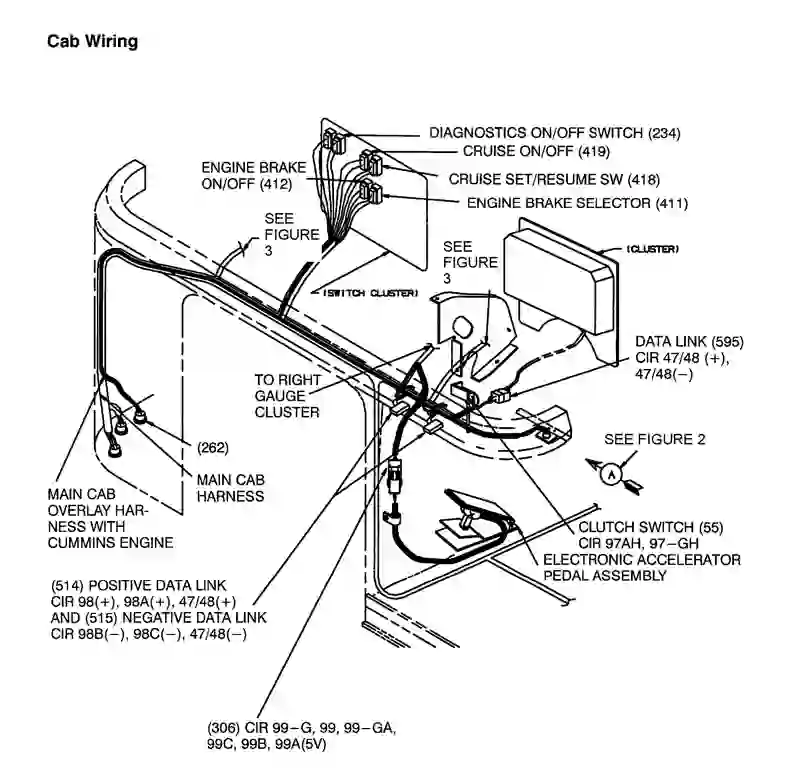 Cab Wiring
DIAGNOSTICS ON/OFF SWITCH (234)
CRUISE ON/OFF (419)
ENGINE BRAKE
ON/OFF (412)
CRUISE SET/RESUME SW (418)
ENGINE BRAKE SELECTOR (411)
SEE
FIGURE
3
SEE
FIGURE
3
(CLUSTER)
(SWITCH CLUSTER)
DATA LINK (595)
CIR 47/48 (+),
47/48(−)
TO RIGHT
GAUGE
CLUSTER
(262)
SEE FIGURE 2
A
MAIN CAB
HARNESS
MAIN CAB
OVERLAY HAR-
NESS WITH
CUMMINS ENGINE
CLUTCH SWITCH (55)
CIR 97AH, 97−GH
ELECTRONIC ACCELERATOR
PEDAL ASSEMBLY
(514) POSITIVE DATA LINK
CIR 98(+), 98A(+), 47/48(+)
AND (515) NEGATIVE DATA LINK
CIR 98B(−), 98C(−), 47/48(−)
(306) CIR 99−G, 99, 99−GA,
99C, 99B, 99A(5V)